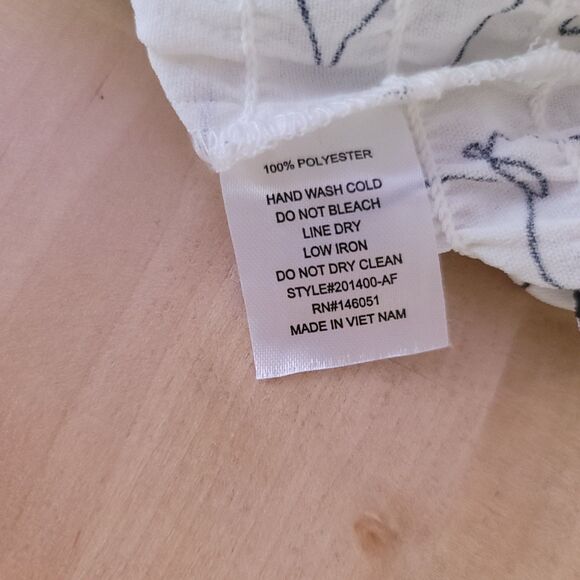 100% POLYESTER
HAND WASH COLD
DO NOT BLEACH
LINE DRY
LOW IRON
DO NOT DRY CLEAN
STYLE#201400-AF
RN#146051
MADE IN VIET NAM